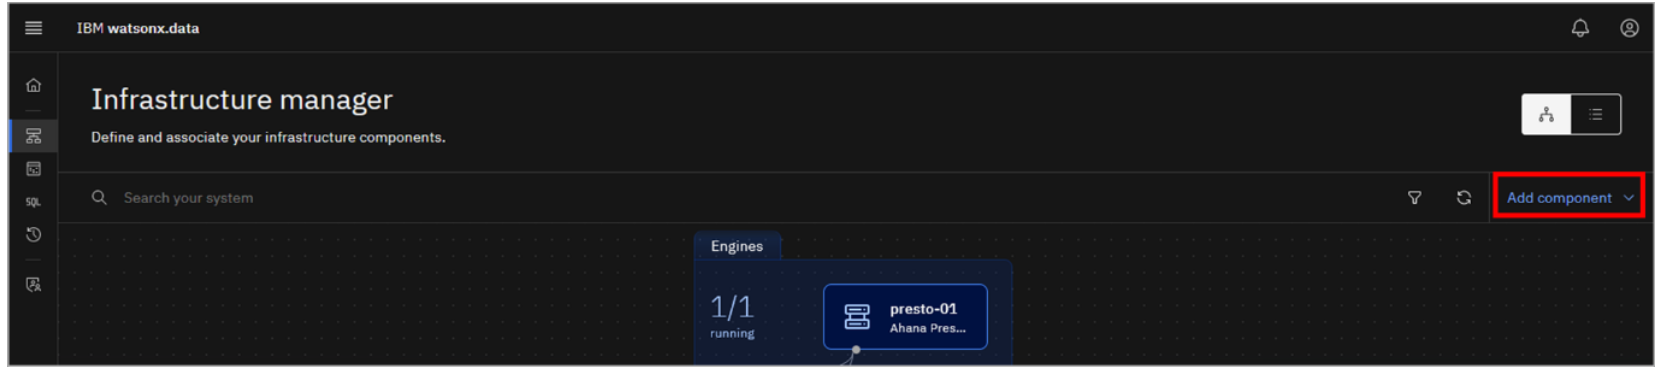 IBM watsonx.data
Infrastructure manager
Define and associate your infrastructure components.
Search your system
Add component
SQL
Engines
1/1
running
presto-01
Ahana Pres...